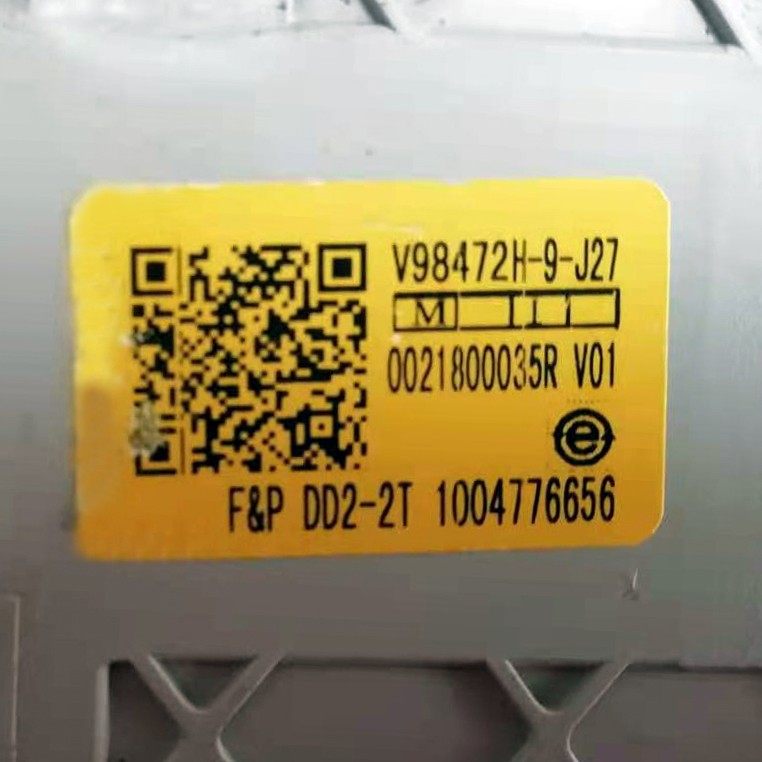 V98472H-9-J27
M
0021800035R V01
e
F&P DD2-2T 1004776656